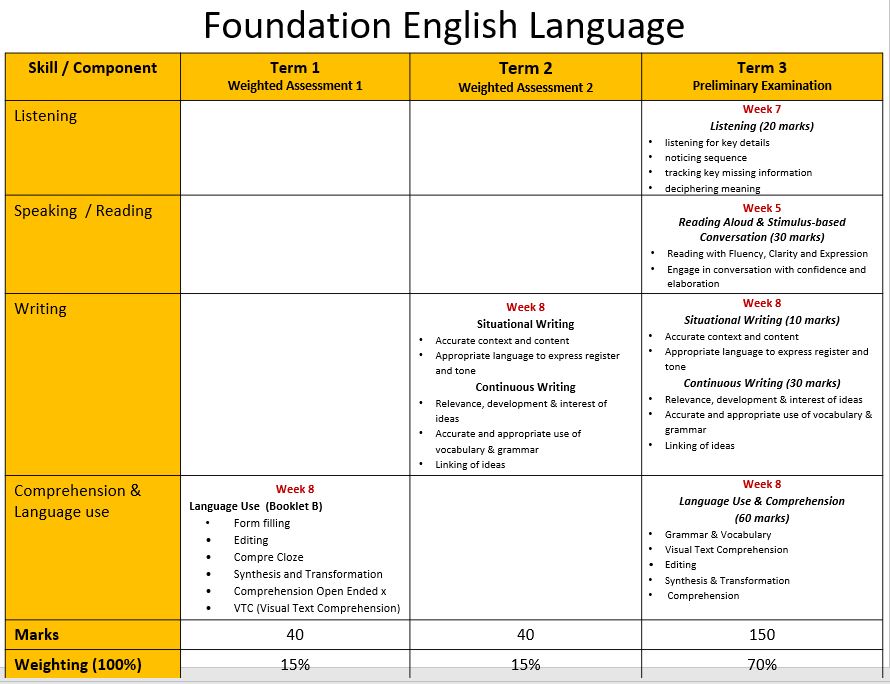 Foundation English Language
Skill / Component
Term 1
Weighted Assessment 1
Term 2
Weighted Assessment 2
Term 3
Preliminary Examination
Listening
Week 7
Listening (20 marks)
• listening for key details
• noticing sequence
• tracking key missing information
• deciphering meaning
Speaking / Reading
Week 5
Reading Aloud & Stimulus-based
Conversation (30 marks)
• Reading with Fluency, Clarity and Expression
• Engage in conversation with confidence and
elaboration
Writing
Week 8
Situational Writing
• Accurate context and content
• Appropriate language to express register
and tone
Continuous Writing
• Relevance, development & interest of
ideas
• Accurate and appropriate use of
vocabulary & grammar
• Linking of ideas
Week 8
Situational Writing (10 marks)
• Accurate context and content
• Appropriate language to express register and
tone
Continuous Writing (30 marks)
• Relevance, development & interest of ideas
• Accurate and appropriate use of vocabulary &
grammar
• Linking of ideas
Comprehension &
Language use
Week 8
Language Use (Booklet B)
• Form filling
• Editing
• Compre Cloze
• Synthesis and Transformation
• Comprehension Open Ended x
• VTC (Visual Text Comprehension)
Week 8
Language Use & Comprehension
(60 marks)
• Grammar & Vocabulary
• Visual Text Comprehension
• Editing
• Synthesis & Transformation
• Comprehension
Marks
40
40
150
Weighting (100%)
15%
15%
70%